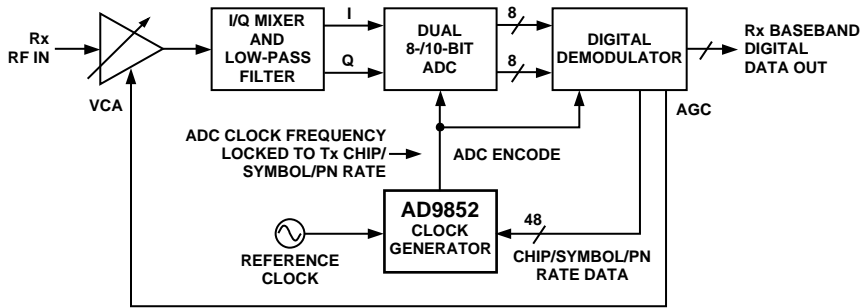 Rx
RF IN
VCA
I/Q MIXER
AND
LOW-PASS
FILTER
I
Q
DUAL
8-/10-BIT
ADC
8
8
DIGITAL
DEMODULATOR
Rx BASEBAND
DIGITAL
DATA OUT
AGC
ADC CLOCK FREQUENCY
LOCKED TO Tx CHIP/
SYMBOL/PN RATE
ADC ENCODE
AD9852
CLOCK
GENERATOR
REFERENCE
CLOCK
48
CHIP/SYMBOL/PN
RATE DATA